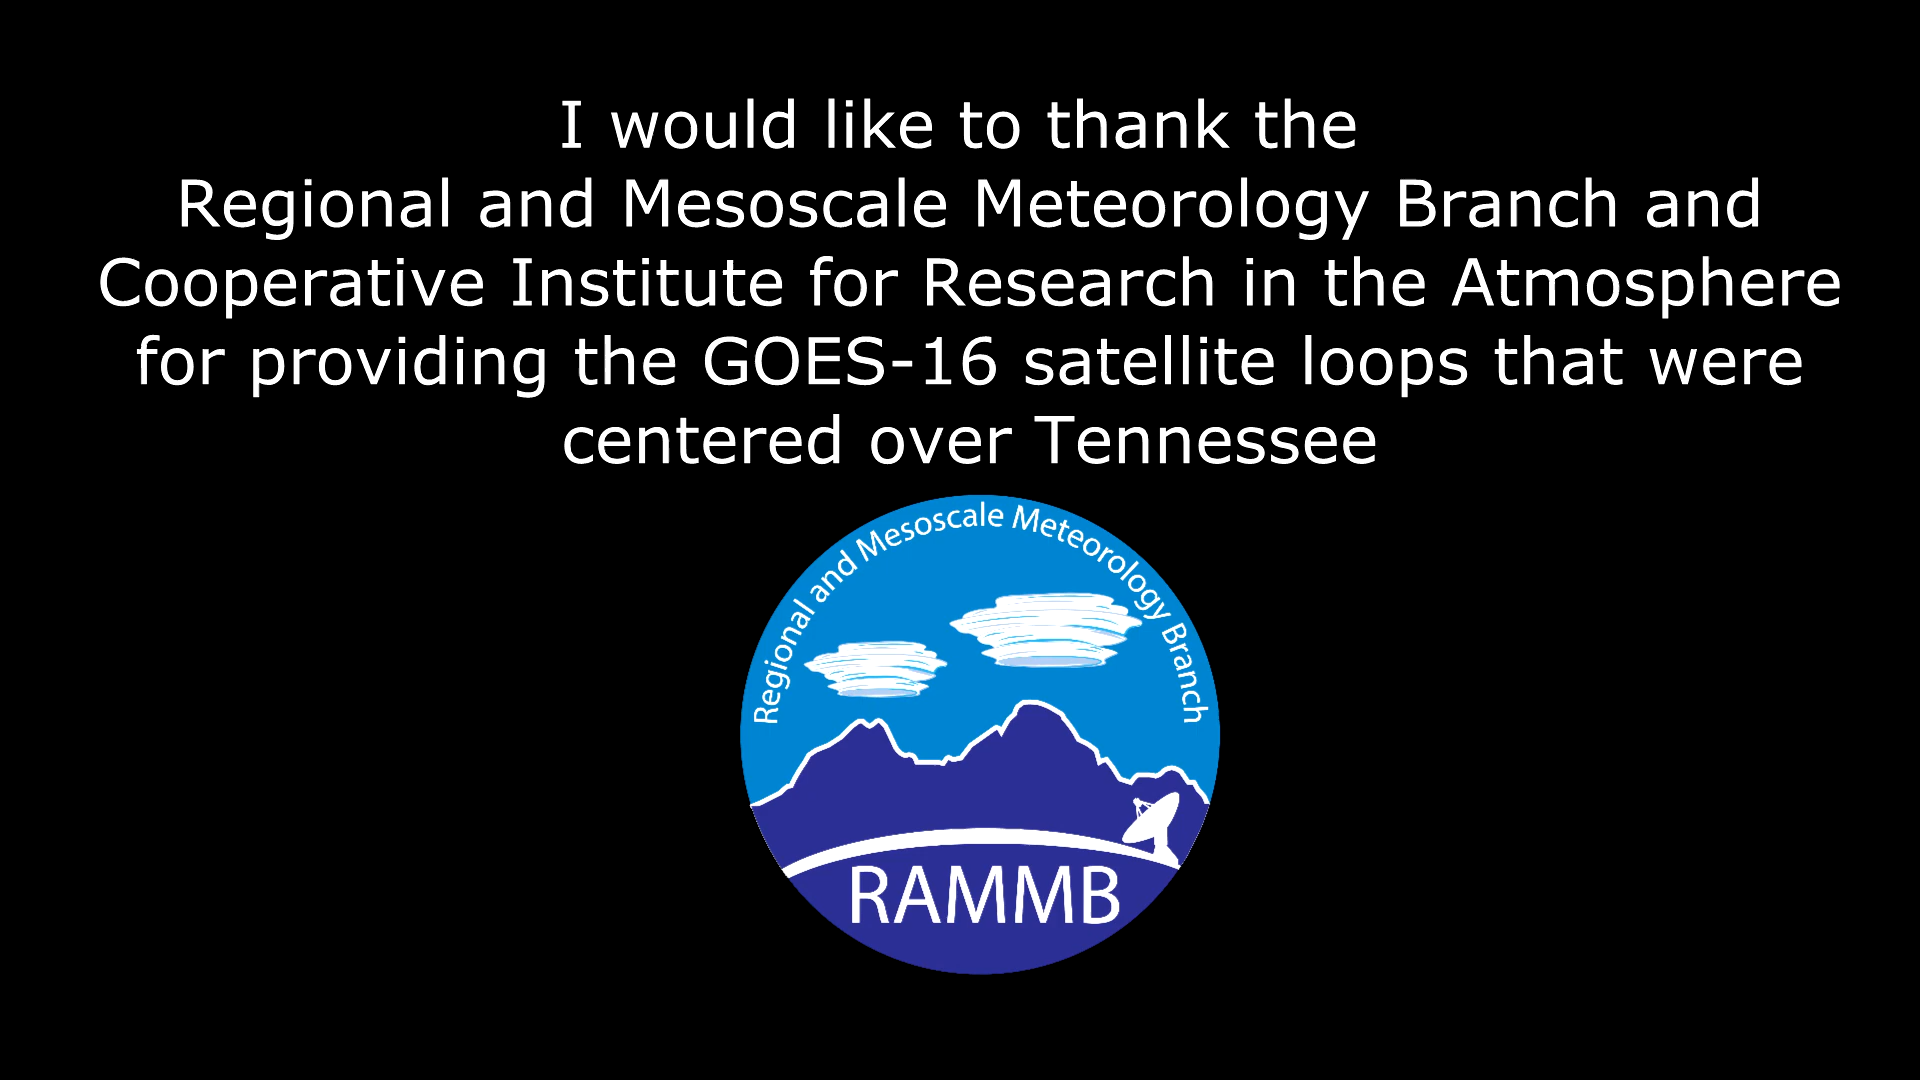 I would like to thank the
Regional and Mesoscale Meteorology Branch and
Cooperative Institute for Research in the Atmosphere
for providing the GOES-16 satellite loops that were
centered over Tennessee
Regional and Mesoscale Meteorology Branch
RAMMB